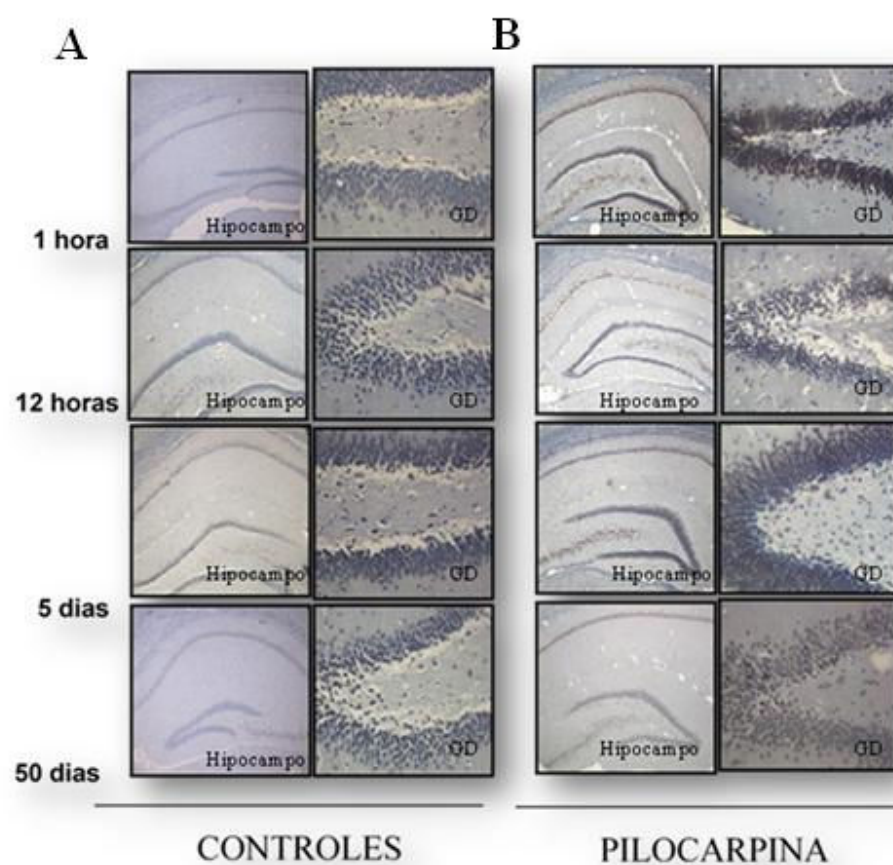 A
B
Hipocampo GD Hipocampo GD
1 hora
Hipocampo GD Hipocampo GD
12 horas
Hipocampo GD Hipocampo GD
5 dias
Hipocampo GD Hipocampo GD
50 dias
CONTROLES
PILOCARPINA